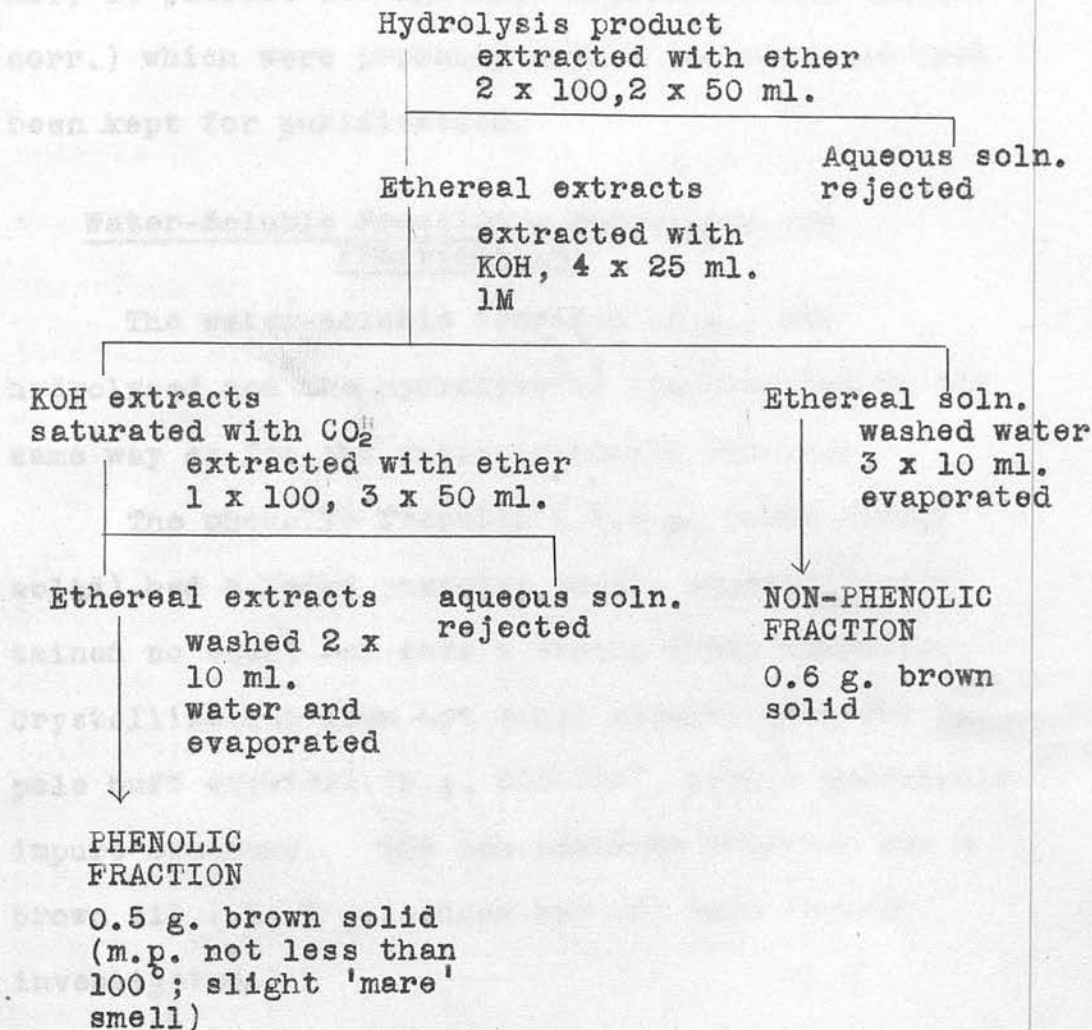 Hydrolysis product
extracted with ether
2 x 100,2 x 50 ml.
Aqueous soln.
rejected
Ethereal extracts
extracted with
KOH, 4 x 25 ml.
1M
KOH extracts
saturated with CO2
extracted with ether
1 x 100, 3 x 50 ml.
Ethereal soln.
washed water
3 x 10 ml.
evaporated
Ethereal extracts
washed 2 x
10 ml.
water and
evaporated
aqueous soln.
rejected
NON-PHENOLIC
FRACTION
0.6 g. brown
solid
PHENOLIC
FRACTION
0.5 g. brown solid
(m.p. not less than
100°; slight 'mare'
smell)